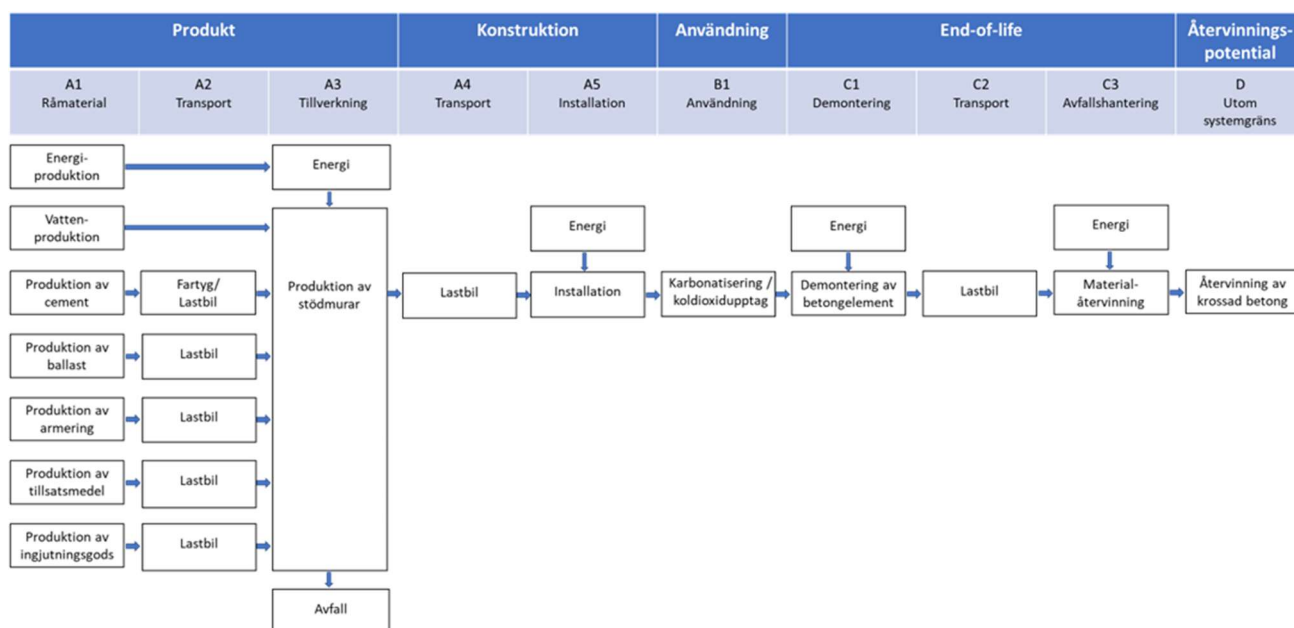 Produkt
Konstruktion
Användning
End-of-life
Återvinnings-
potential
A1
Råmaterial
A2
Transport
A3
Tillverkning
A4
Transport
A5
Installation
B1
Användning
C1
Demontering
C2
Transport
C3
Avfallshantering
D
Utom
systemgräns
Energi-
produktion
Energi
Vatten-
produktion
Energi
Energi
Energi
Produktion av
cement
Fartyg/
Lastbil
Produktion av
stödmurar
Lastbil
Installation
Karbonatisering /
koldioxidupptag
Demontering av
betongelement
Lastbil
Material-
återvinning
Återvinning av
krossad betong
Produktion av
ballast
Lastbil
Produktion av
armering
Lastbil
Produktion av
tillsatsmedel
Lastbil
Produktion av
ingjutningsgods
Lastbil
Avfall